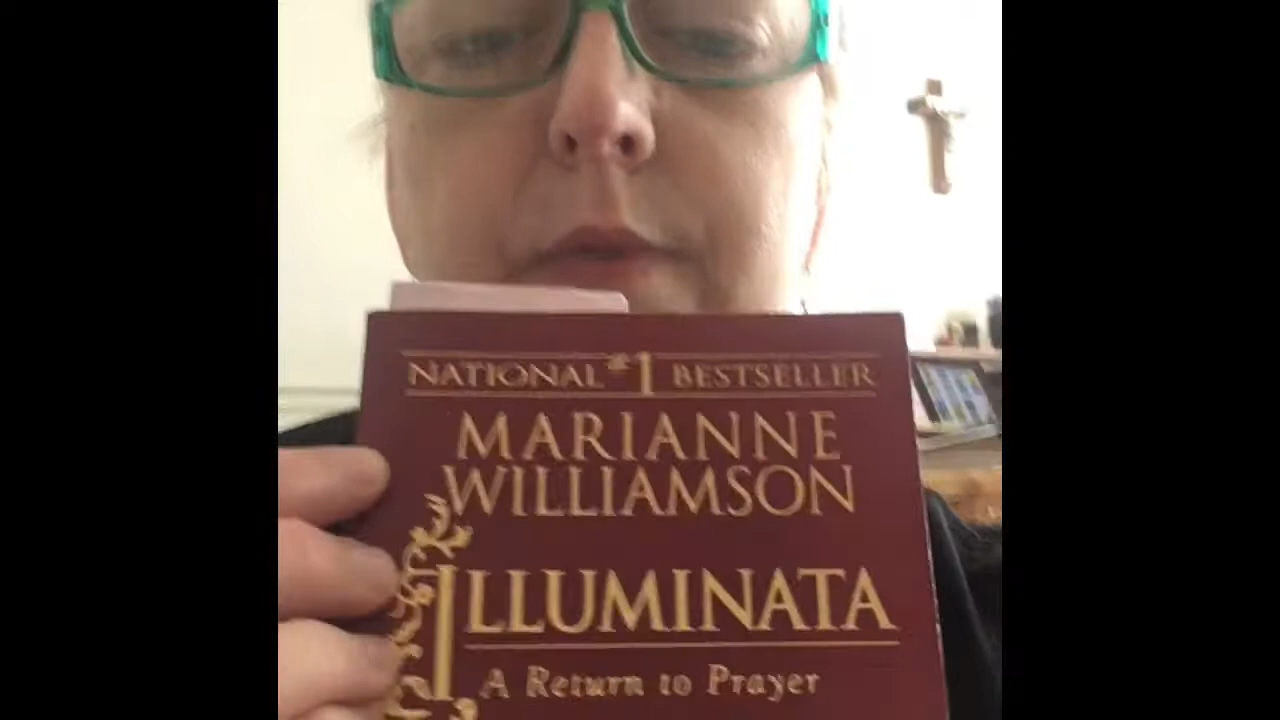 NATIONAL #1 BESTSELLER
MARIANNE
WILLIAMSON
ILLUMINATA
A Return to Prayer